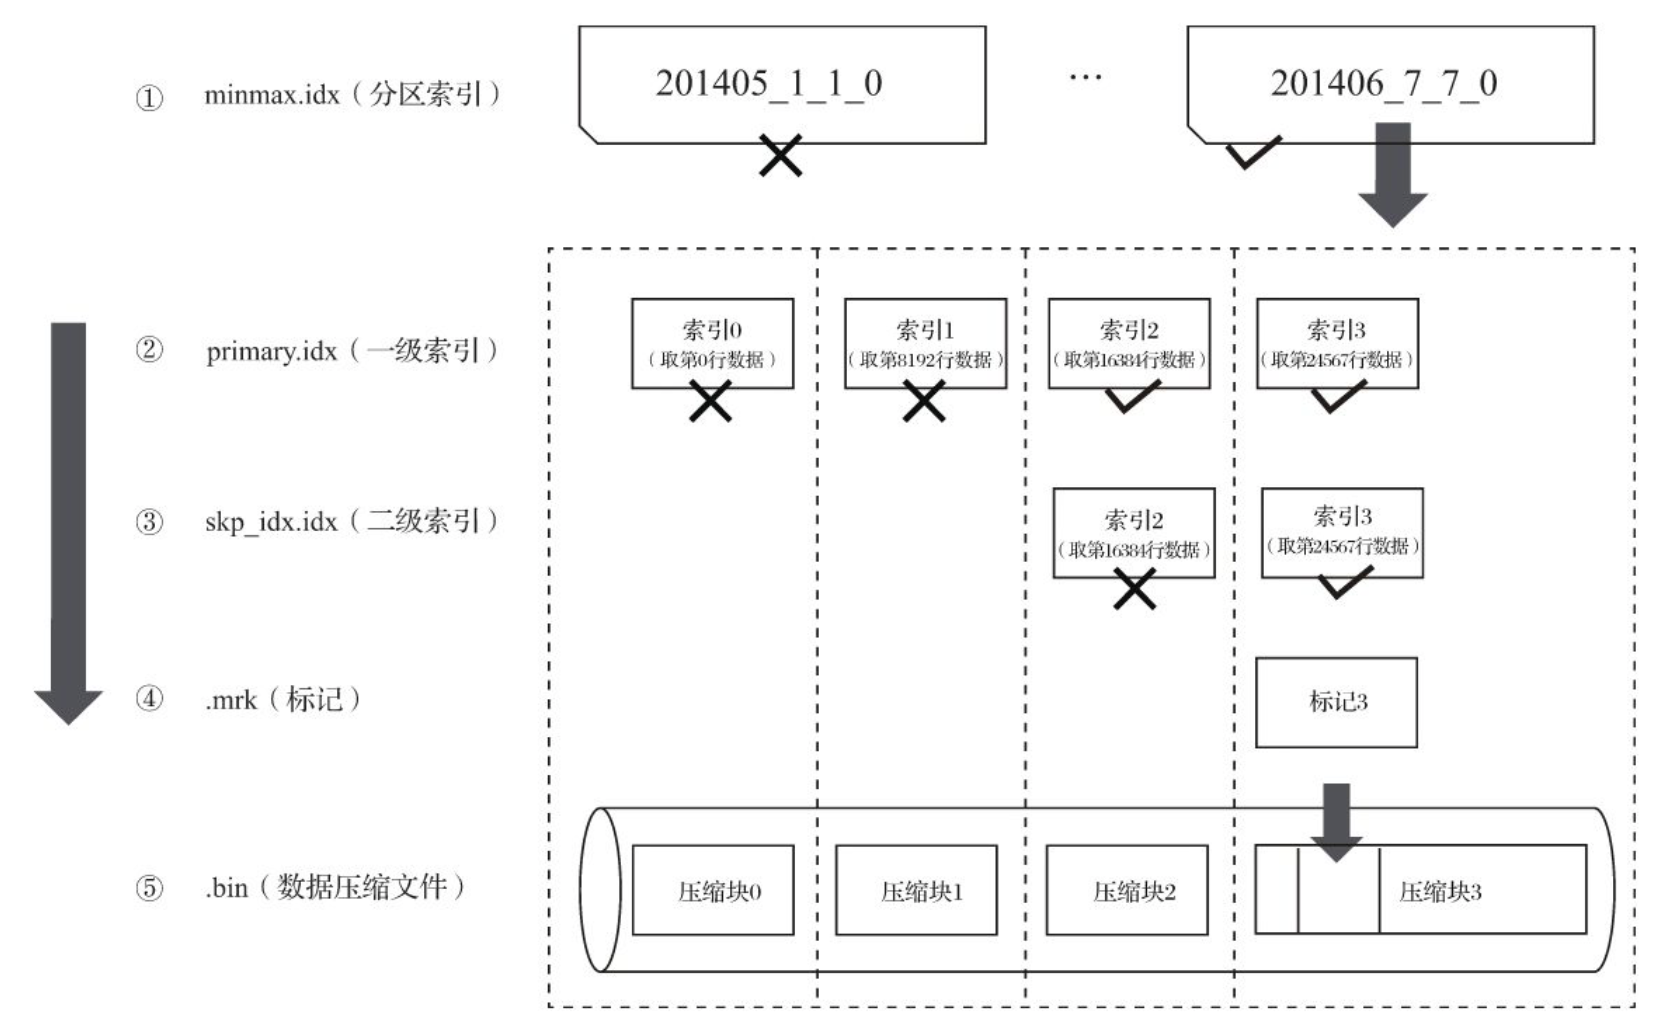 ① minmax.idx（分区索引） 201405_1_1_0 … 201406_7_7_0
② primary.idx（一级索引）
索引0
（取第0行数据）
索引1
（取第8192行数据）
索引2
（取第16384行数据）
索引3
（取第24567行数据）
③ skp_idx.idx（二级索引）
索引2
（取第16384行数据）
索引3
（取第24567行数据）
④ .mrk（标记） 标记3
⑤ .bin（数据压缩文件） 压缩块0 压缩块1 压缩块2 压缩块3